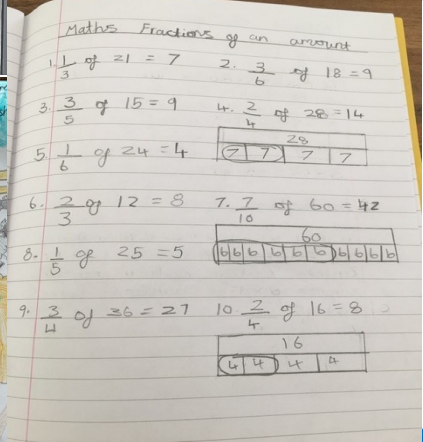 Maths Fractions of an amount
1. 1/3 of 21 = 7
2. 3/6 of 18 = 9
3. 3/5 of 15 = 9
4. 2/4 of 28 = 14
28
7 7 7 7
5. 1/6 of 24 = 4
6. 2/3 of 12 = 8
7. 7/10 of 60 = 42
60
6 6 6 6 6 6 6 6 6 6
8. 1/5 of 25 = 5
9. 3/4 of 36 = 27
10. 2/4 of 16 = 8
16
4 4 4 4